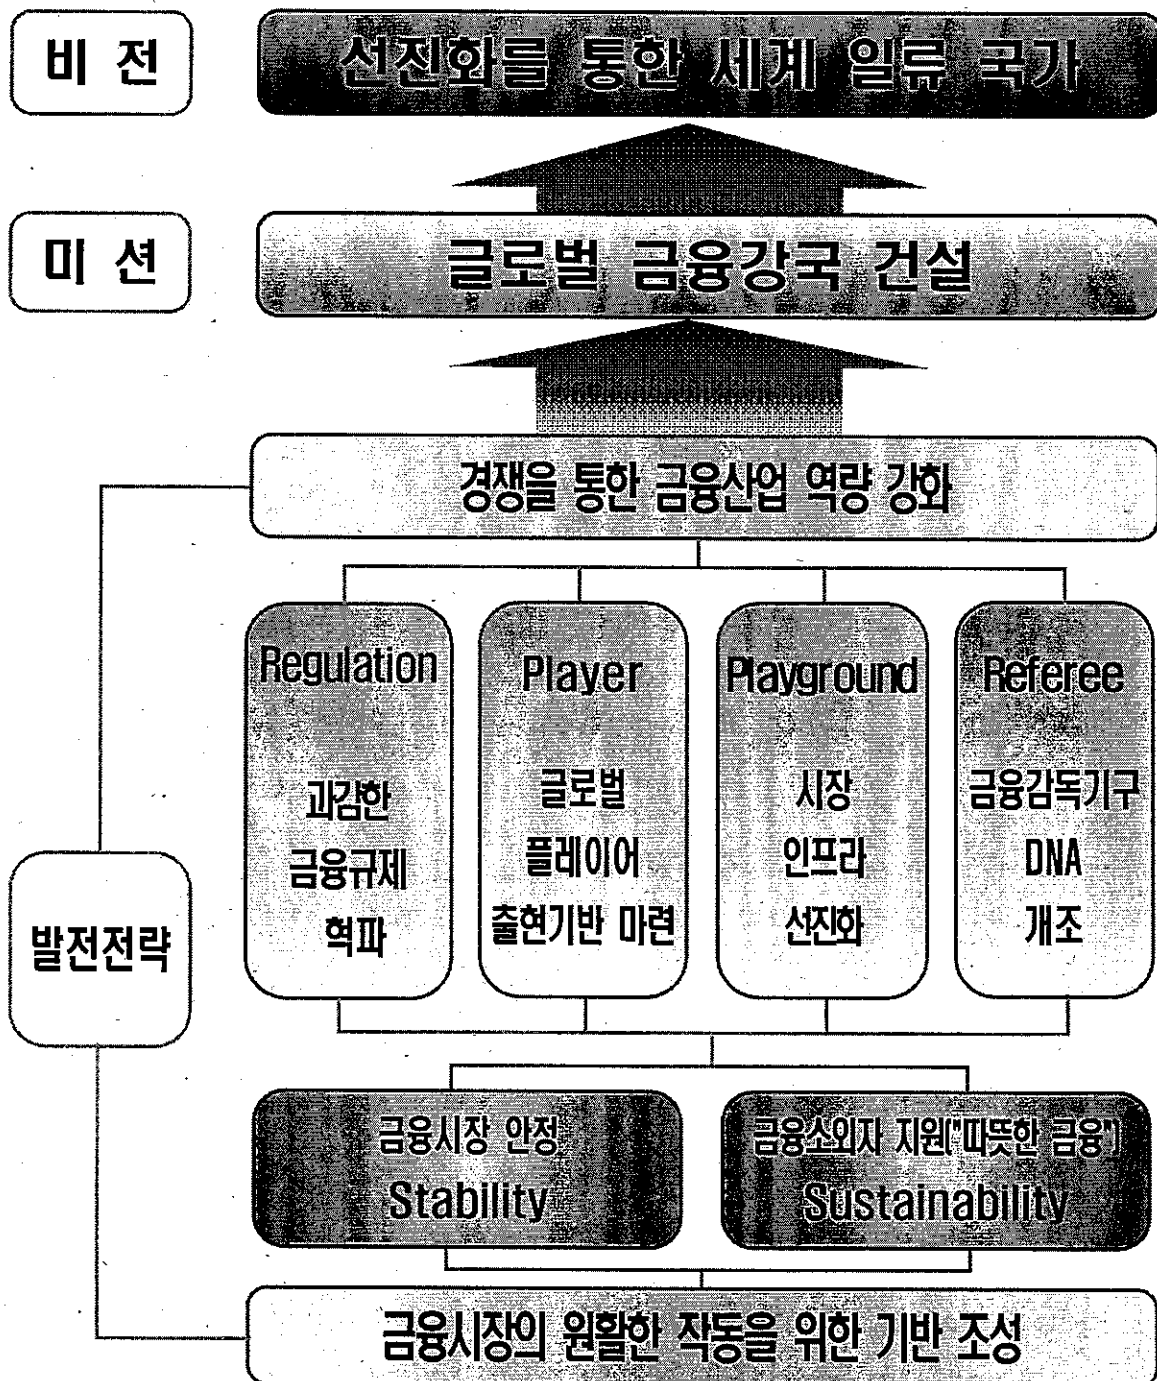 비 전
선진화를 통한 세계 일류 국가
미 션
글로벌 금융강국 건설
경쟁을 통한 금융산업 역량 강화
발전전략
Regulation
과감한
금융규제
혁파
Player
글로벌
플레이어
출현기반 마련
Playground
시장
인프라
선진화
Referee
금융감독기구
DNA
개조
금융시장 안정
Stability
금융소외자 지원("따뜻한 금융")
Sustainability
금융시장의 원활한 작동을 위한 기반 조성